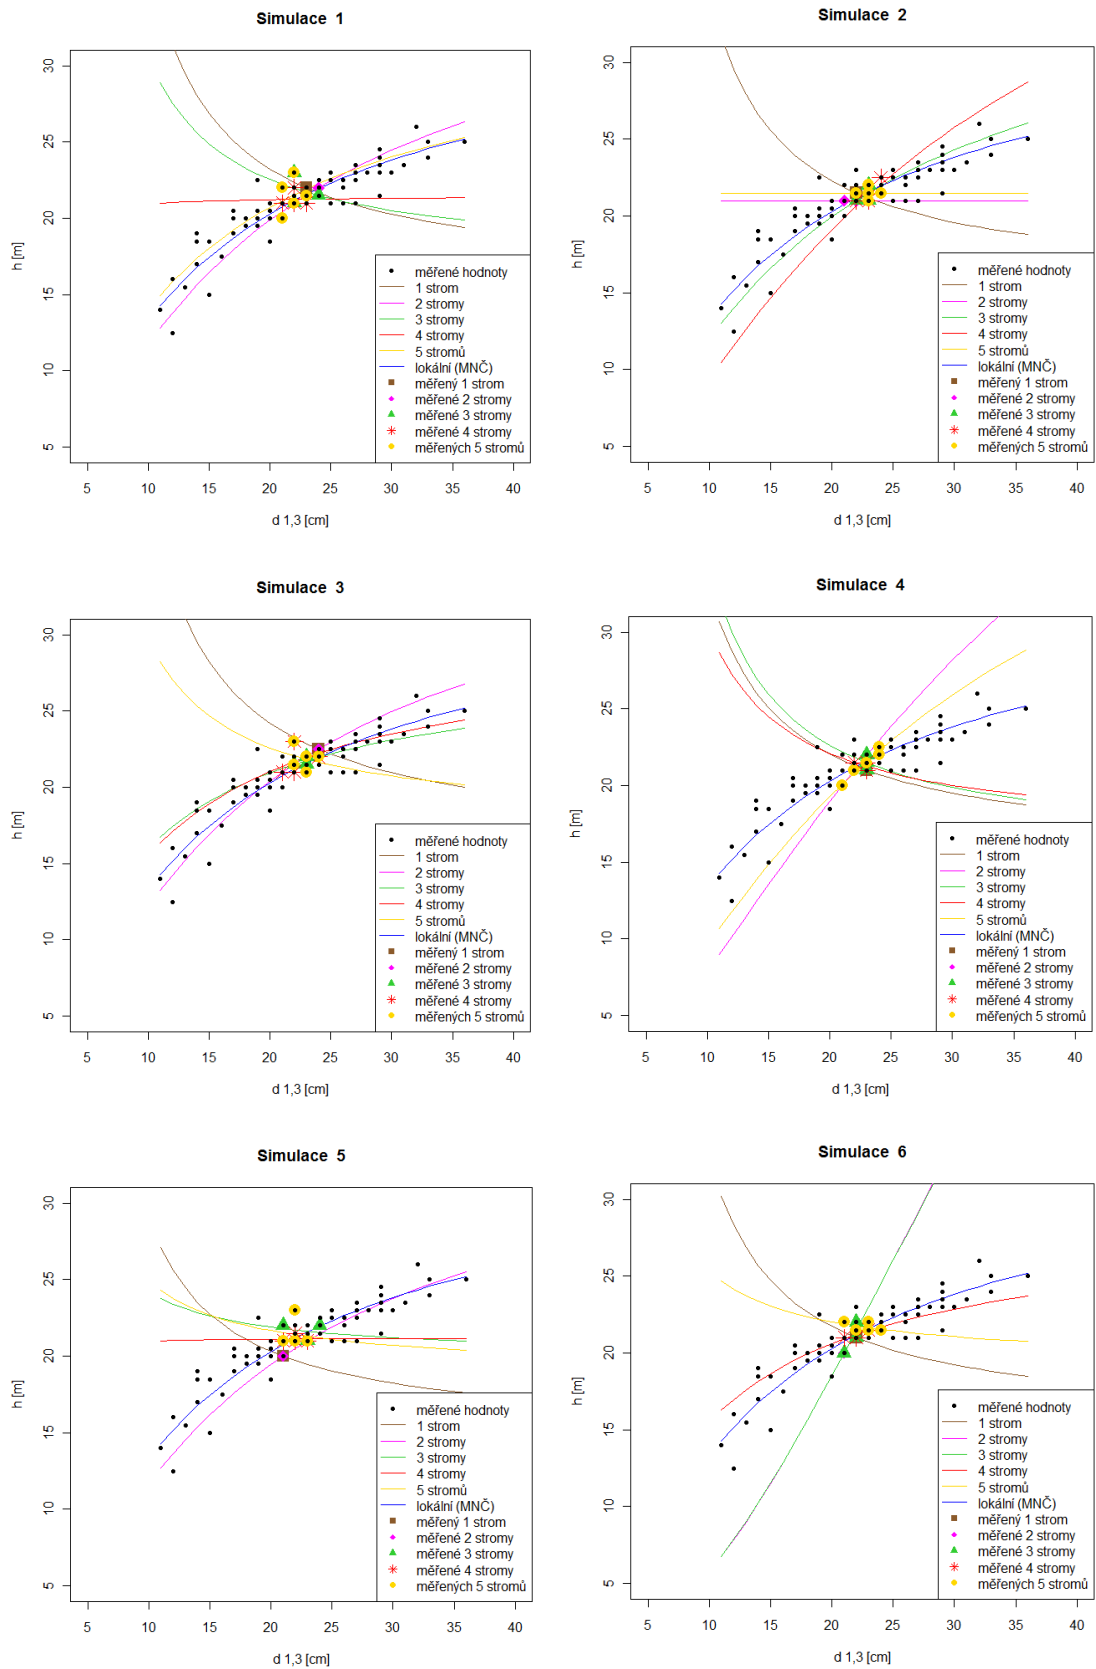 Simulace 1
h [m]
30
25
20
15
10
5
měřené hodnoty
1 strom
2 stromy
3 stromy
4 stromy
5 stromů
lokální (MNČ)
měřený 1 strom
měřené 2 stromy
měřené 3 stromy
měřené 4 stromy
měřených 5 stromů
5 10 15 20 25 30 35 40
d 1,3 [cm]
Simulace 2
h [m]
30
25
20
15
10
5
měřené hodnoty
1 strom
2 stromy
3 stromy
4 stromy
5 stromů
lokální (MNČ)
měřený 1 strom
měřené 2 stromy
měřené 3 stromy
měřené 4 stromy
měřených 5 stromů
5 10 15 20 25 30 35 40
d 1,3 [cm]
Simulace 3
h [m]
30
25
20
15
10
5
měřené hodnoty
1 strom
2 stromy
3 stromy
4 stromy
5 stromů
lokální (MNČ)
měřený 1 strom
měřené 2 stromy
měřené 3 stromy
měřené 4 stromy
měřených 5 stromů
5 10 15 20 25 30 35 40
d 1,3 [cm]
Simulace 4
h [m]
30
25
20
15
10
5
měřené hodnoty
1 strom
2 stromy
3 stromy
4 stromy
5 stromů
lokální (MNČ)
měřený 1 strom
měřené 2 stromy
měřené 3 stromy
měřené 4 stromy
měřených 5 stromů
5 10 15 20 25 30 35 40
d 1,3 [cm]
Simulace 5
h [m]
30
25
20
15
10
5
měřené hodnoty
1 strom
2 stromy
3 stromy
4 stromy
5 stromů
lokální (MNČ)
měřený 1 strom
měřené 2 stromy
měřené 3 stromy
měřené 4 stromy
měřených 5 stromů
5 10 15 20 25 30 35 40
d 1,3 [cm]
Simulace 6
h [m]
30
25
20
15
10
5
měřené hodnoty
1 strom
2 stromy
3 stromy
4 stromy
5 stromů
lokální (MNČ)
měřený 1 strom
měřené 2 stromy
měřené 3 stromy
měřené 4 stromy
měřených 5 stromů
5 10 15 20 25 30 35 40
d 1,3 [cm]